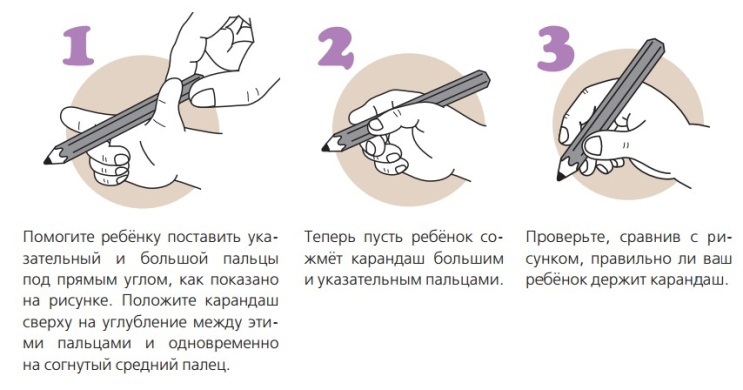 1
Помогите ребёнку поставить ука-
зательный и большой пальцы
под прямым углом, как показано
на рисунке. Положите карандаш
сверху на углубление между эти-
ми пальцами и одновременно
на согнутый средний палец.
2
Теперь пусть ребёнок со-
жмёт карандаш большим
и указательным пальцами.
3
Проверьте, сравнив с ри-
сунком, правильно ли ваш
ребёнок держит карандаш.